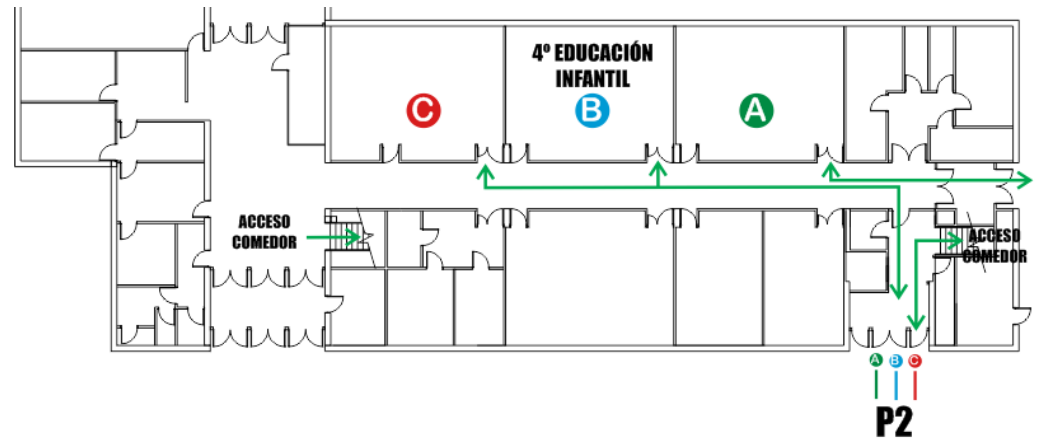 4º EDUCACIÓN
INFANTIL
C
B
A
ACCESO
COMEDOR
ACCESO
COMEDOR
A B C
P2